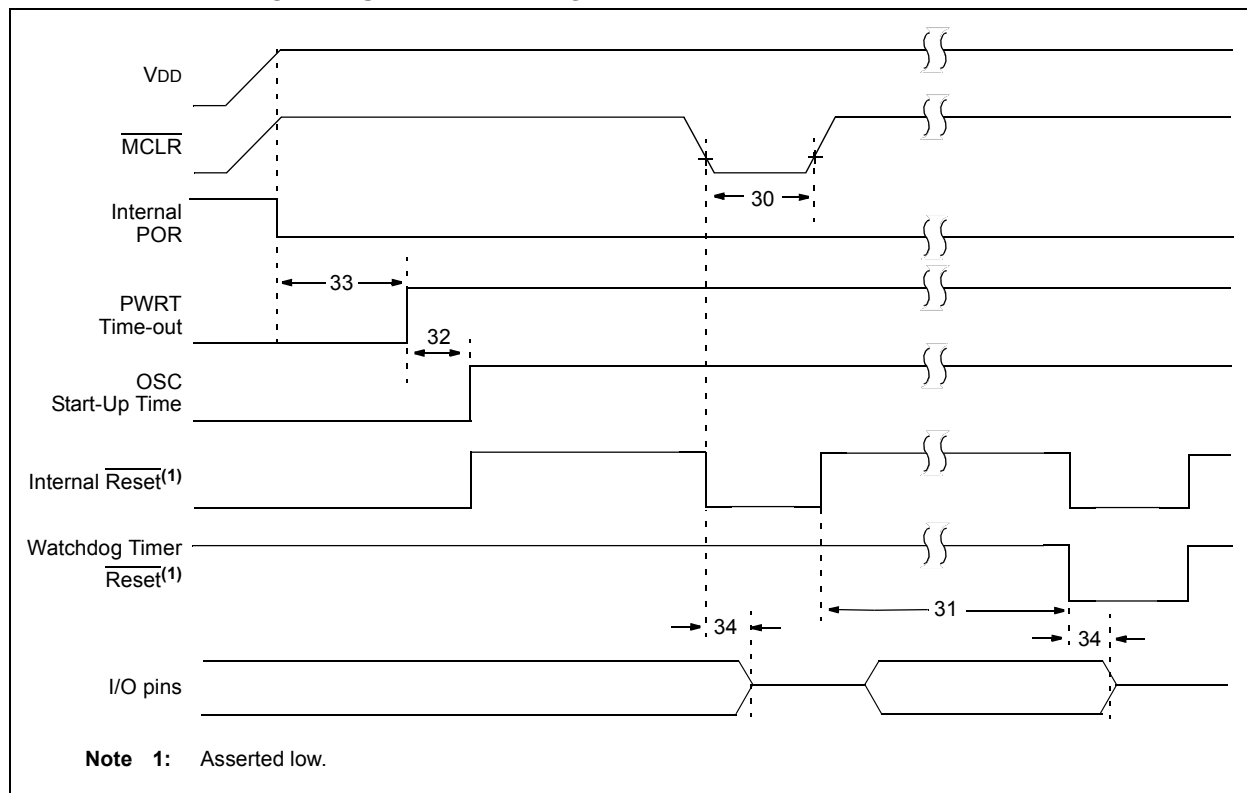 VDD
MCLR
30
Internal
POR
33
PWRT
Time-out
32
OSC
Start-Up Time
Internal Reset(1)
Watchdog Timer
Reset(1)
31
34
34
I/O pins
Note 1: Asserted low.